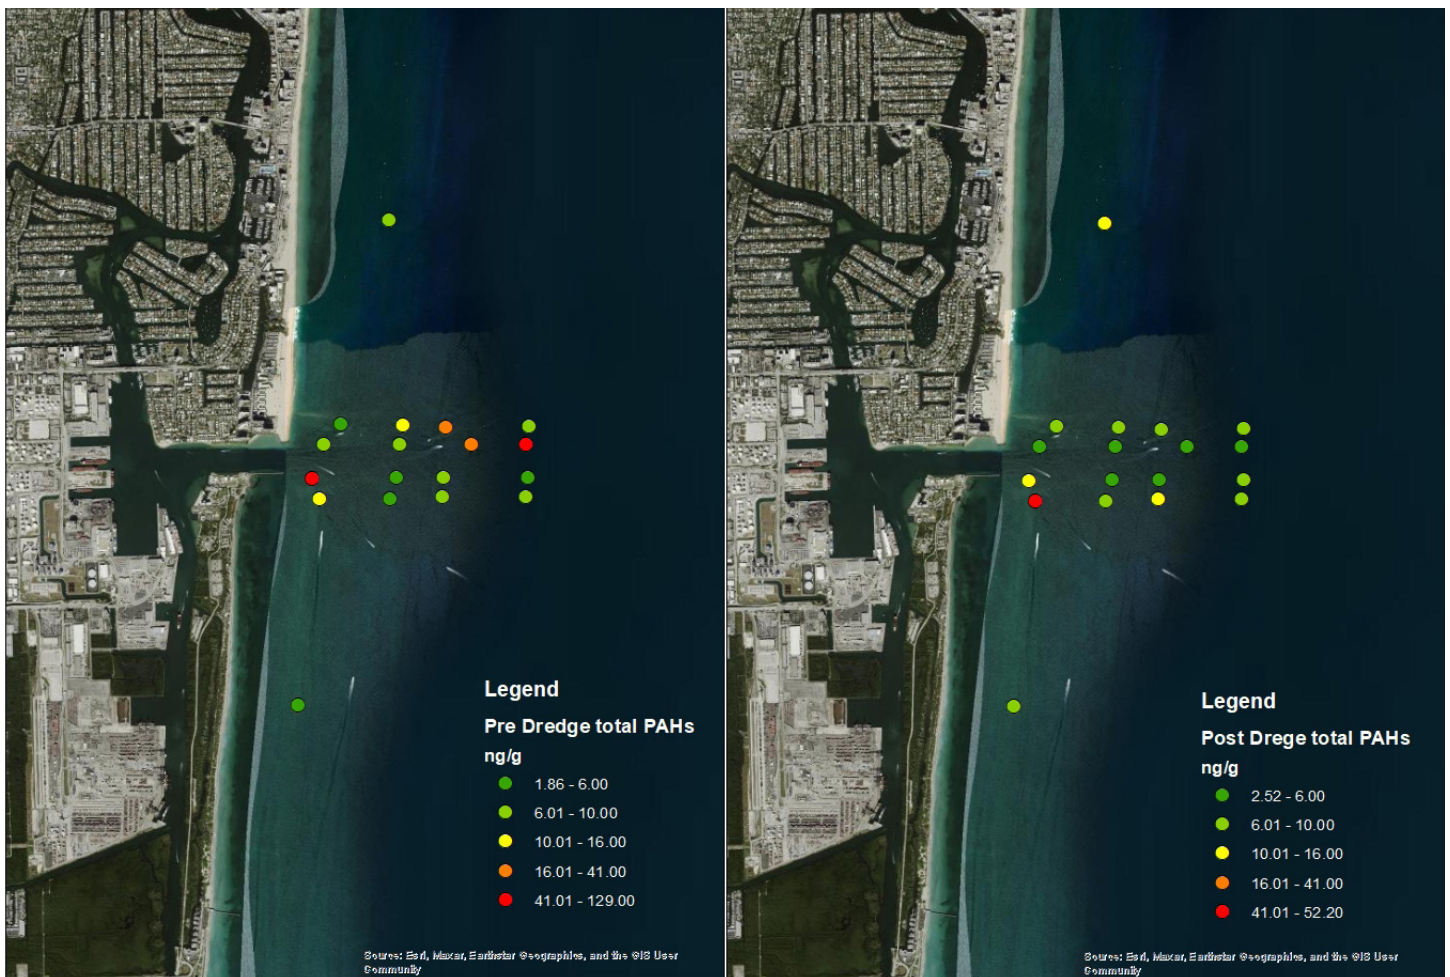 Legend
Pre Dredge total PAHs
ng/g
1.86 - 6.00
6.01 - 10.00
10.01 - 16.00
16.01 - 41.00
41.01 - 129.00
Source: Esri, Maxar, Earthstar Geographics, and the GIS User
Community
Legend
Post Drege total PAHs
ng/g
2.52 - 6.00
6.01 - 10.00
10.01 - 16.00
16.01 - 41.00
41.01 - 52.20
Source: Esri, Maxar, Earthstar Geographics, and the GIS User
Community